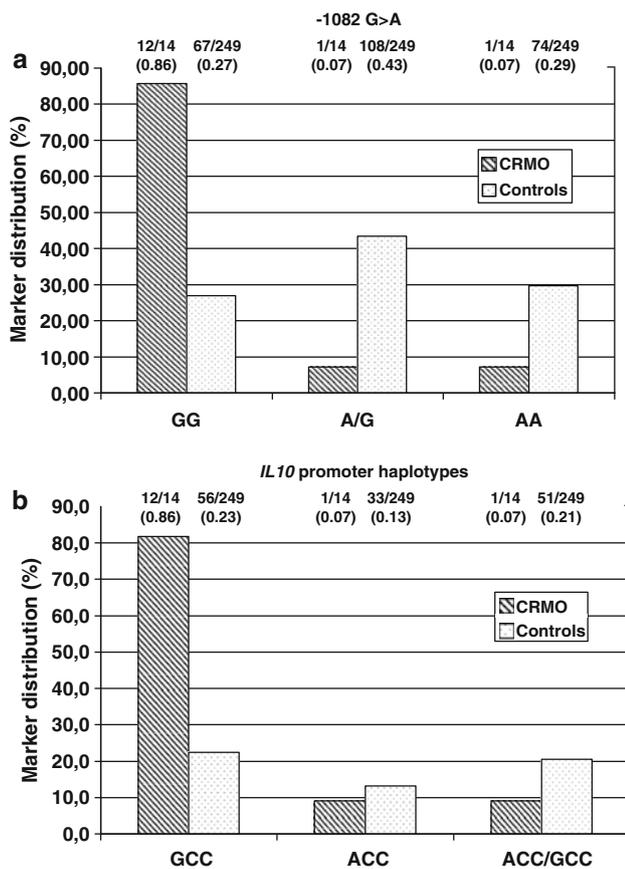 -1082 G>A
a
12/14 67/249 1/14 108/249 1/14 74/249
(0.86) (0.27) (0.07) (0.43) (0.07) (0.29)
Marker distribution (%)
90,00
80,00
70,00
60,00
50,00
40,00
30,00
20,00
10,00
0,00
CRMO
Controls
GG A/G AA
IL10 promoter haplotypes
b
12/14 56/249 1/14 33/249 1/14 51/249
(0.86) (0.23) (0.07) (0.13) (0.07) (0.21)
Marker distribution (%)
90,0
80,0
70,0
60,0
50,0
40,0
30,0
20,0
10,0
0,0
CRMO
Controls
GCC ACC ACC/GCC